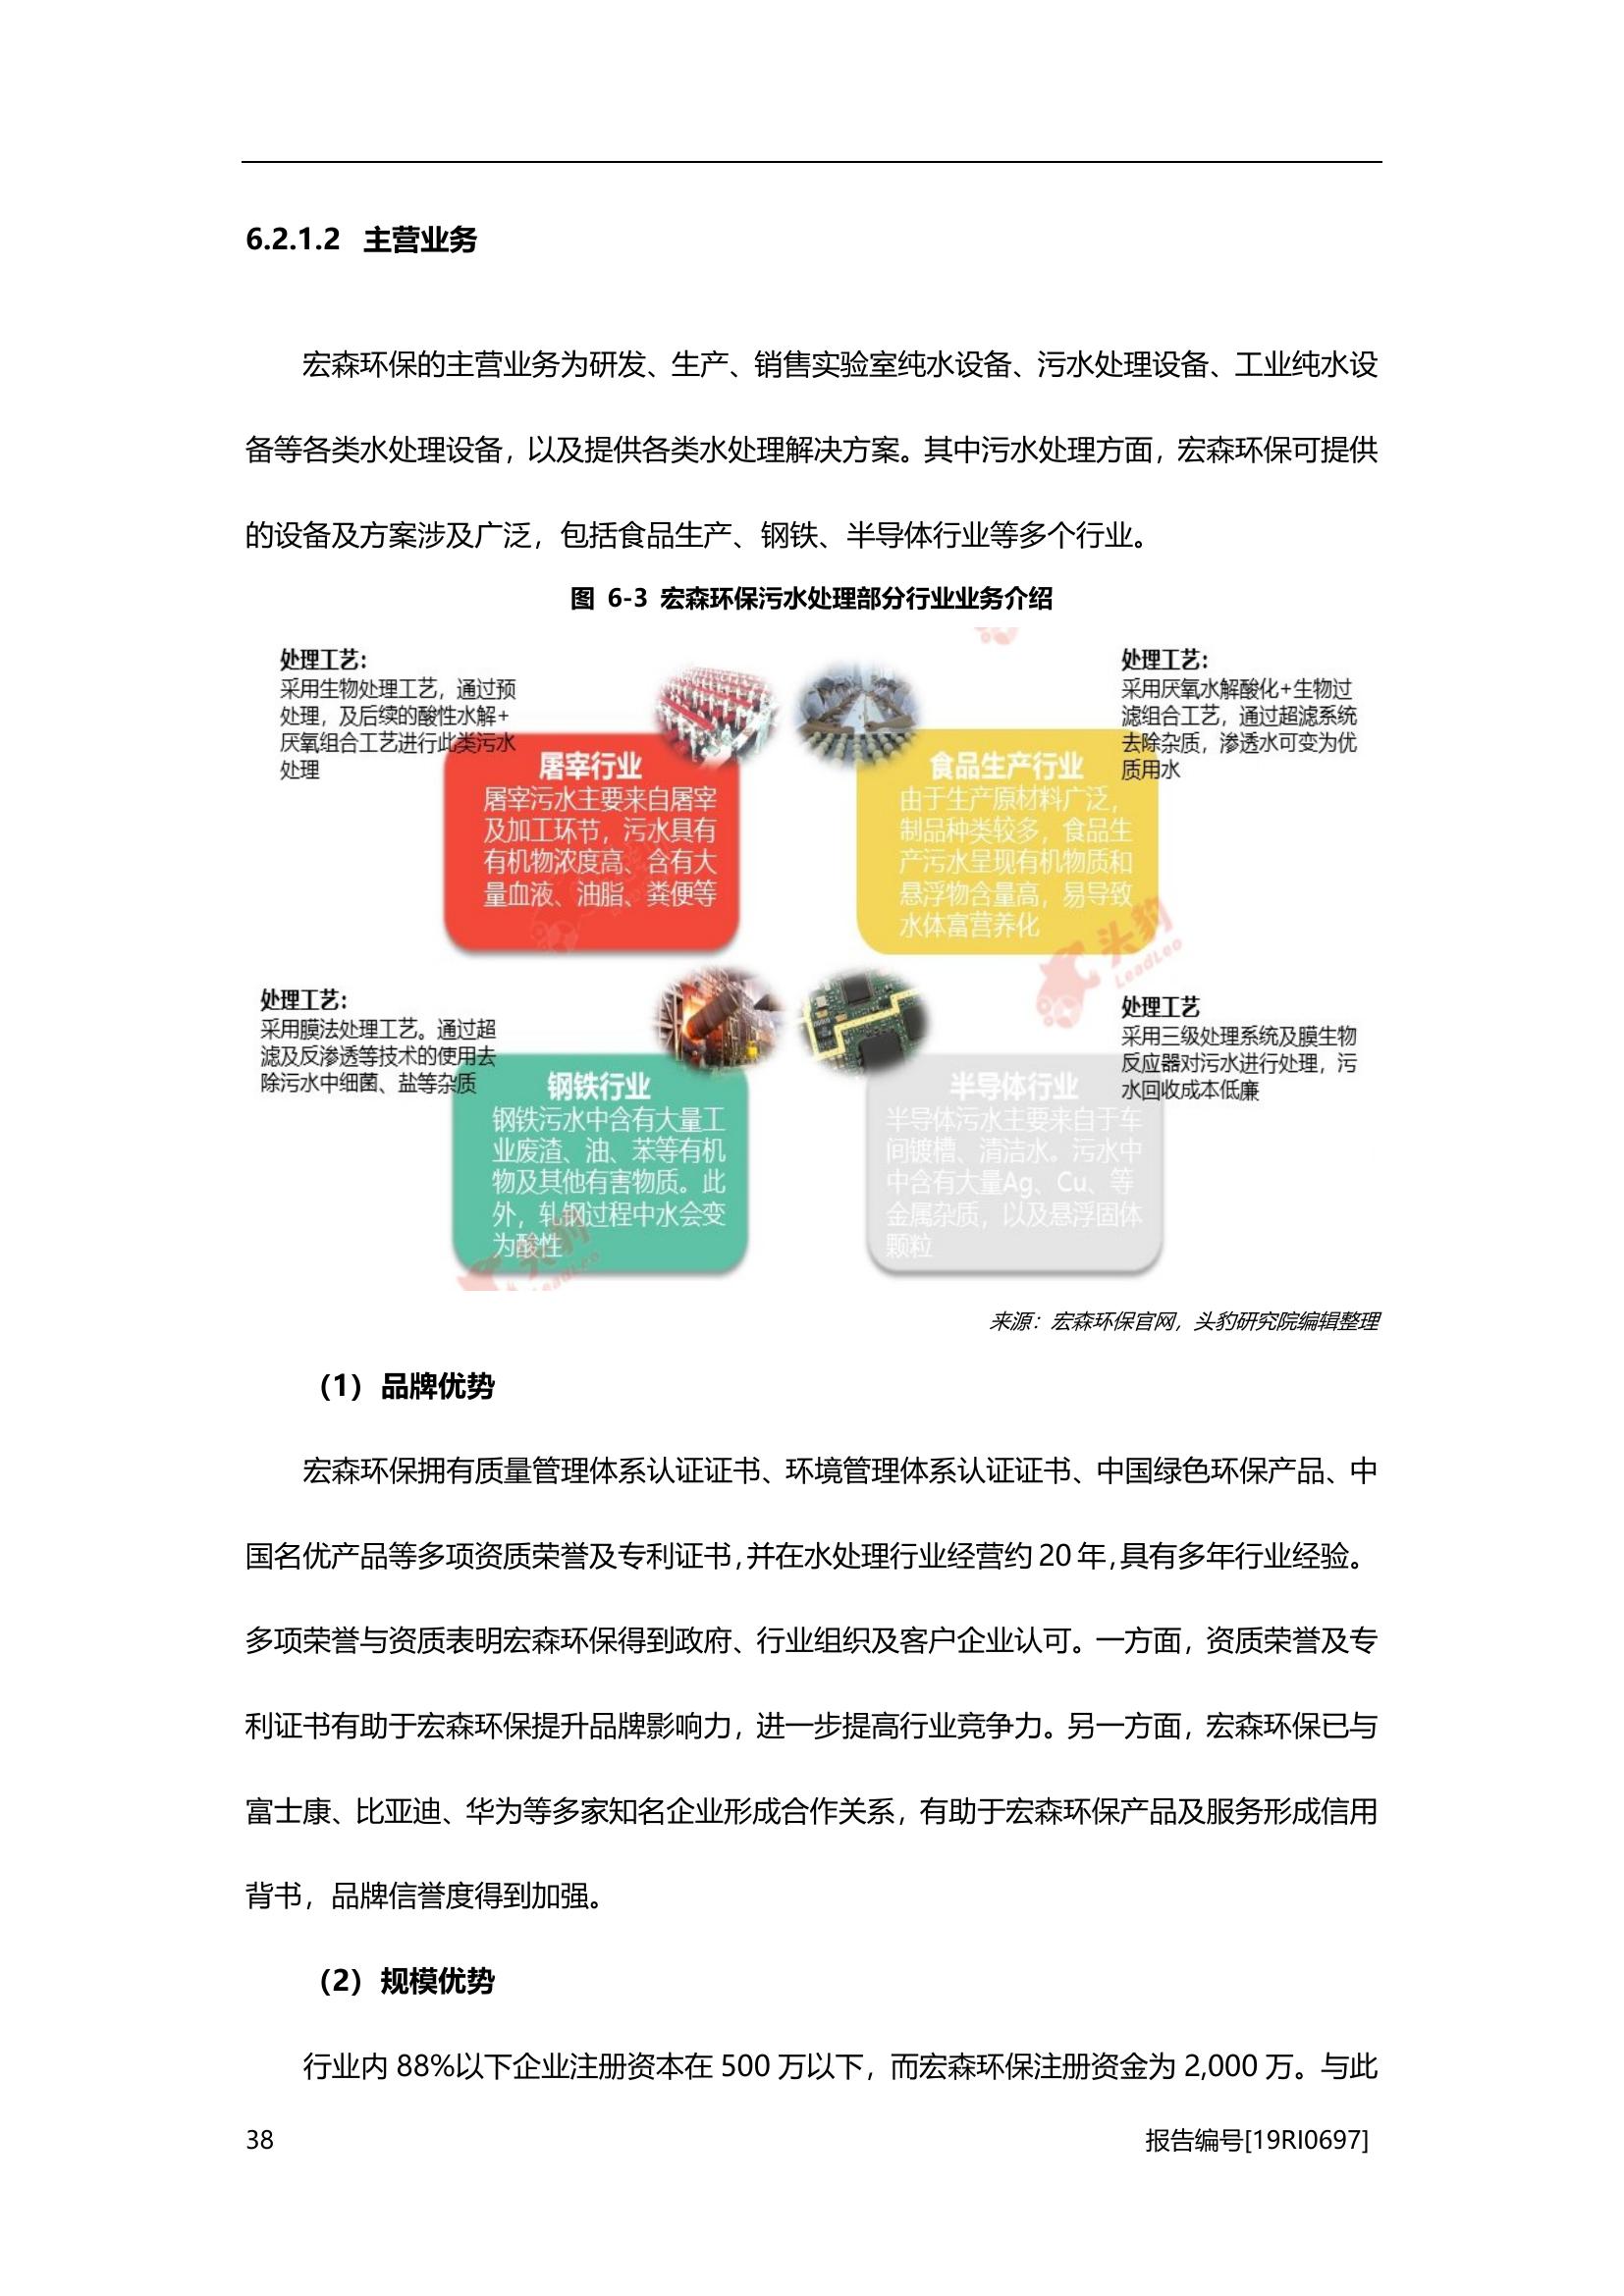 6.2.1.2 主营业务
宏森环保的主营业务为研发、生产、销售实验室纯水设备、污水处理设备、工业纯水设
备等各类水处理设备，以及提供各类水处理解决方案。其中污水处理方面，宏森环保可提供
的设备及方案涉及广泛，包括食品生产、钢铁、半导体行业等多个行业。
图 6-3 宏森环保污水处理部分行业业务介绍
处理工艺：
采用生物处理工艺，通过预
处理，及后续的酸性水解+
厌氧组合工艺进行此类污水
处理
屠宰行业
屠宰污水主要来自屠宰
及加工环节，污水具有
有机物浓度高、含有大
量血液、油脂、粪便等
处理工艺：
采用厌氧水解酸化+生物过
滤组合工艺，通过超滤系统
去除杂质，渗透水可变为优
质用水
食品生产行业
由于生产原材料广泛，
制品种类较多，食品生
产污水呈现有机物质和
悬浮物含量高，易导致
水体富营养化
头豹
LeadLeo
处理工艺：
采用膜法处理工艺。通过超
滤及反渗透等技术的使用去
除污水中细菌、盐等杂质
钢铁行业
钢铁污水中含有大量工
业废渣、油、苯等有机
物及其他有害物质。此
外，轧钢过程中水会变
为酸性
头豹
LeadLeo
处理工艺
采用三级处理系统及膜生物
反应器对污水进行处理，污
水回收成本低廉
半导体行业
半导体污水主要来自于车
间镀槽、清洁水。污水中
中含有大量Ag、Cu、等
金属杂质，以及悬浮固体
颗粒
来源：宏森环保官网，头豹研究院编辑整理
（1）品牌优势
宏森环保拥有质量管理体系认证证书、环境管理体系认证证书、中国绿色环保产品、中
国名优产品等多项资质荣誉及专利证书，并在水处理行业经营约 20 年，具有多年行业经验。
多项荣誉与资质表明宏森环保得到政府、行业组织及客户企业认可。一方面，资质荣誉及专
利证书有助于宏森环保提升品牌影响力，进一步提高行业竞争力。另一方面，宏森环保已与
富士康、比亚迪、华为等多家知名企业形成合作关系，有助于宏森环保产品及服务形成信用
背书，品牌信誉度得到加强。
（2）规模优势
行业内 88%以下企业注册资本在 500 万以下，而宏森环保注册资金为 2,000 万。与此
38
报告编号[19RI0697]